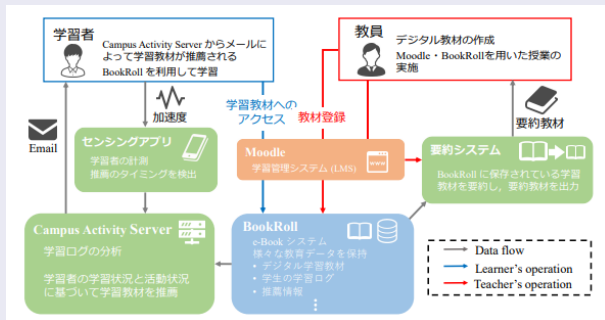 学習者
Campus Activity Server からメールに
よって学習教材が推薦される
BookRoll を利用して学習
教員
デジタル教材の作成
Moodle・BookRollを用いた授業の
実施
Email
加速度
学習教材への
アクセス
教材登録
要約教材
センシングアプリ
学習者の計測
推薦のタイミングを検出
Moodle
学習管理システム (LMS)
www
要約システム
BookRoll に保存されている学習
教材を要約し，要約教材を出力
Campus Activity Server
学習ログの分析
学習者の学習状況と活動状況
に基づいて学習教材を推薦
BookRoll
e-Book システム
様々な教育データを保持
• デジタル学習教材
• 学生の学習ログ
• 推薦情報
⋮
Data flow
Learner's operation
Teacher's operation